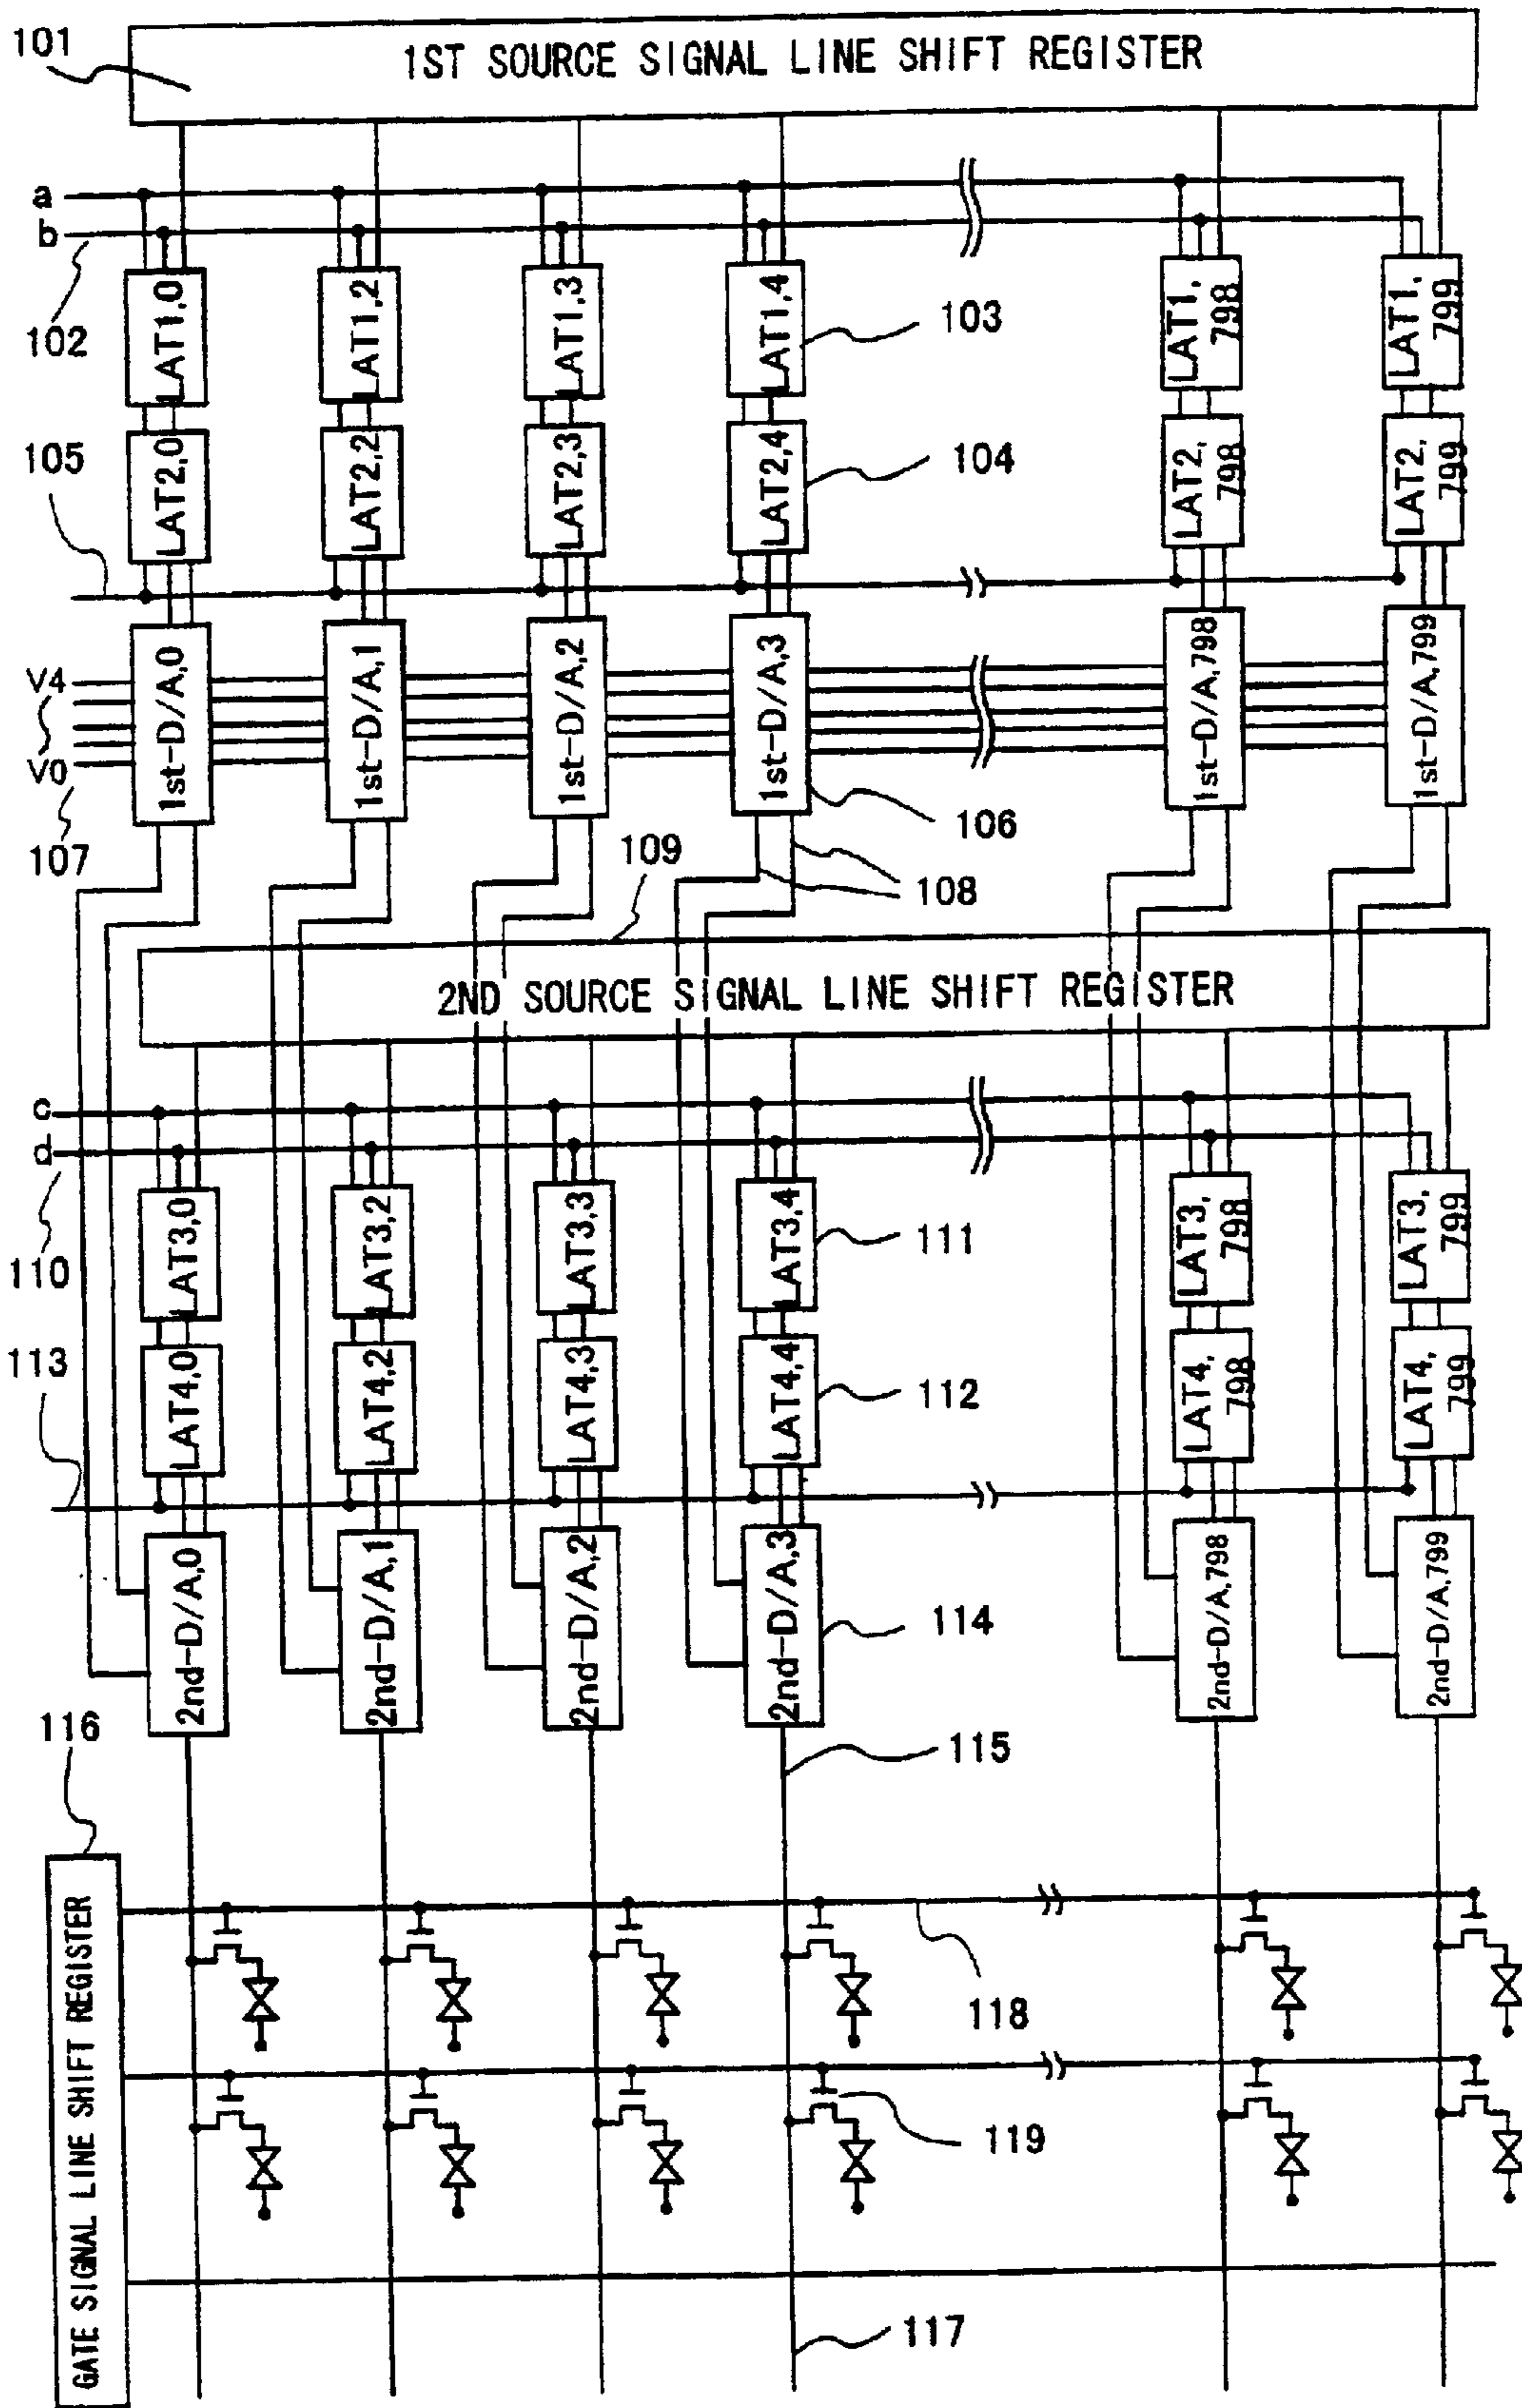 101
1ST SOURCE SIGNAL LINE SHIFT REGISTER
a
b
102
LAT1,0
LAT1,2
LAT1,3
LAT1,4
LAT1, 798
LAT1, 799
103
LAT2,0
LAT2,2
LAT2,3
LAT2,4
LAT2, 798
LAT2, 799
104
105
1st-D/A,0
1st-D/A,1
1st-D/A,2
1st-D/A,3
1st-D/A,798
1st-D/A,799
V4
V0
107
106
109
108
2ND SOURCE SIGNAL LINE SHIFT REGISTER
c
d
110
LAT3,0
LAT3,2
LAT3,3
LAT3,4
LAT3, 798
LAT3, 799
111
113
LAT4,0
LAT4,2
LAT4,3
LAT4,4
LAT4, 798
LAT4, 799
112
2nd-D/A,0
2nd-D/A,1
2nd-D/A,2
2nd-D/A,3
2nd-D/A,798
2nd-D/A,799
114
116
115
GATE SIGNAL LINE SHIFT REGISTER
118
119
117